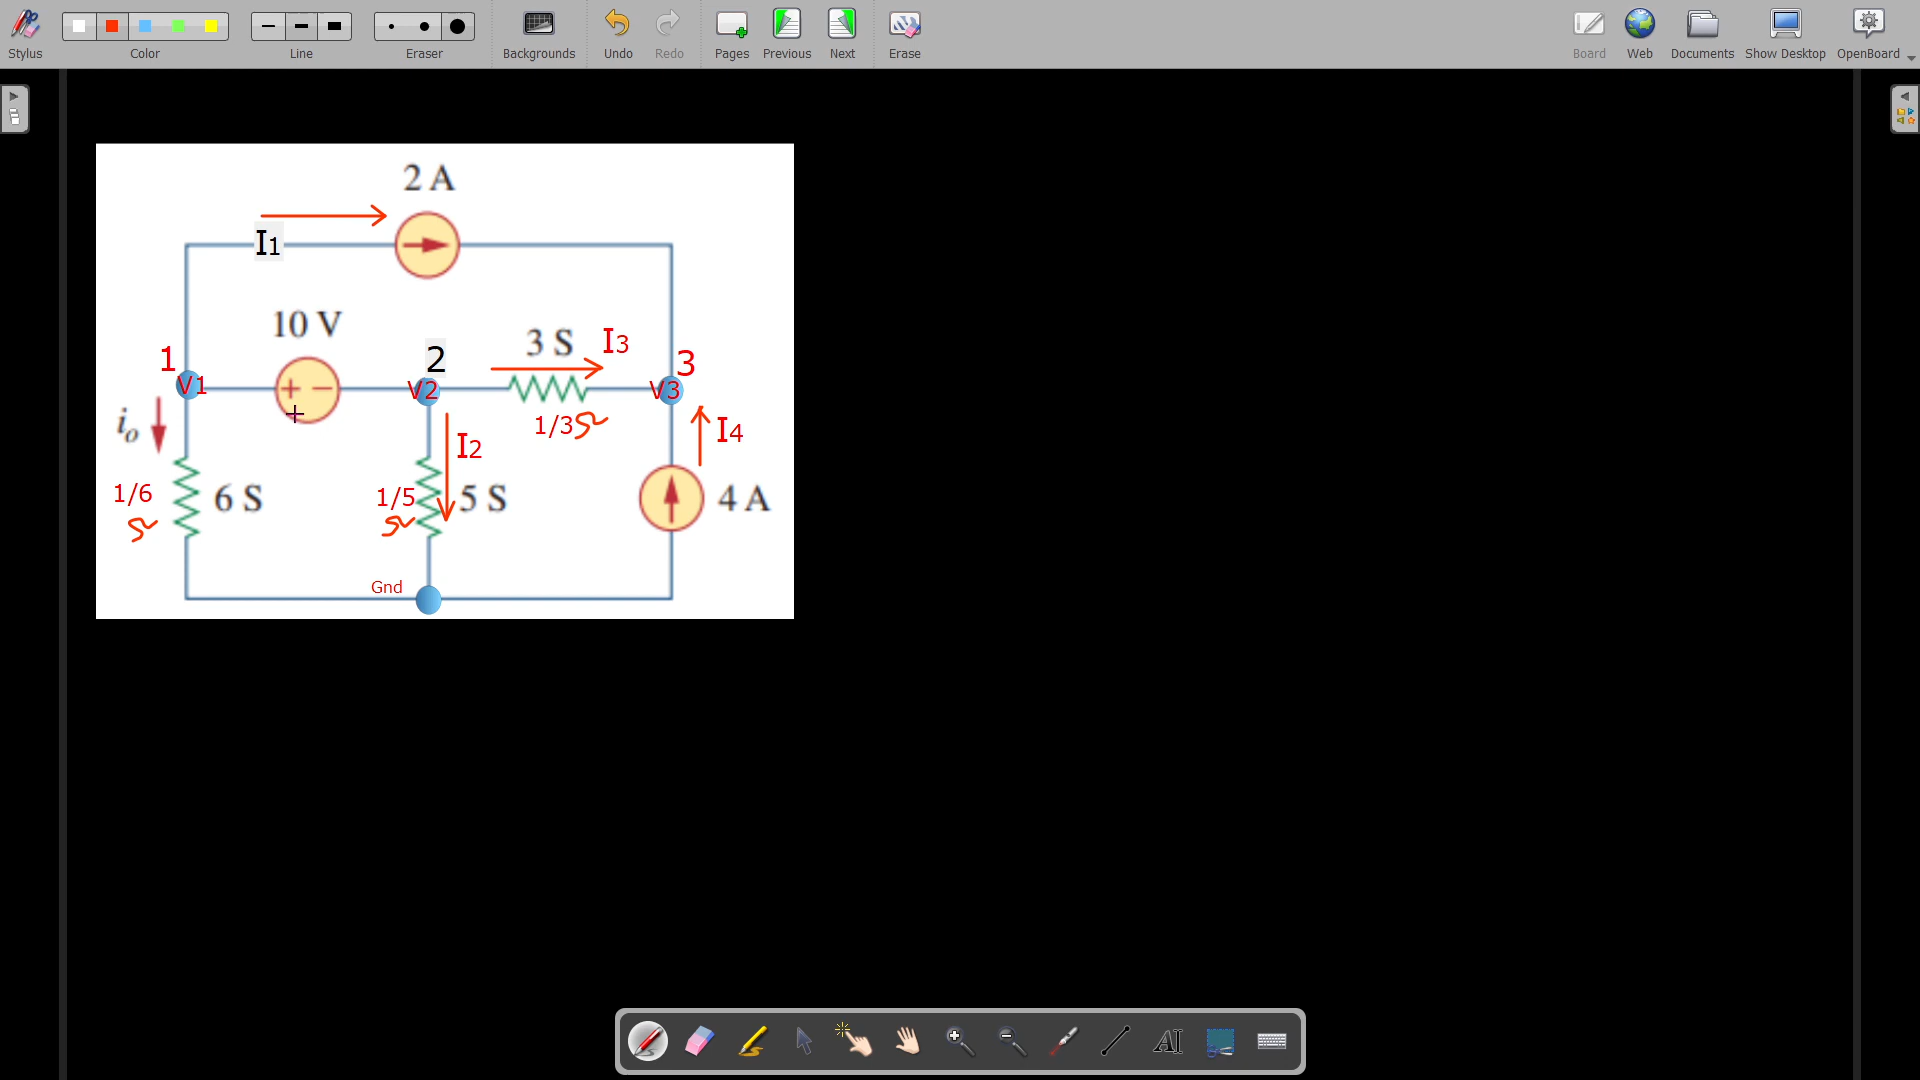 Stylus Color Line Eraser Backgrounds Undo Redo Pages Previous Next Erase Board Web Documents Show Desktop OpenBoard
2 A
I1
10 V
3 S I3
1 2 3
V1 V2 V3
1/3Ω
io I2 I4
1/6 6 S 1/5 5 S 4 A
Ω Ω
Gnd
AI